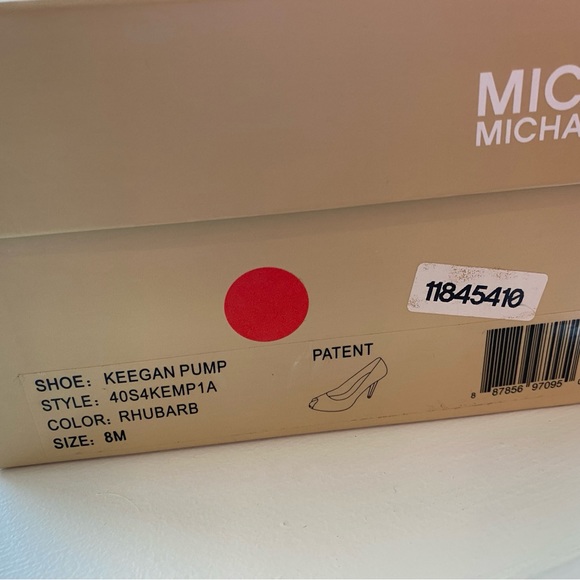 MIC
MICHA
11845410
SHOE: KEEGAN PUMP
STYLE: 40S4KEMP1A
COLOR: RHUBARB
SIZE: 8M
PATENT
8 87856 97095